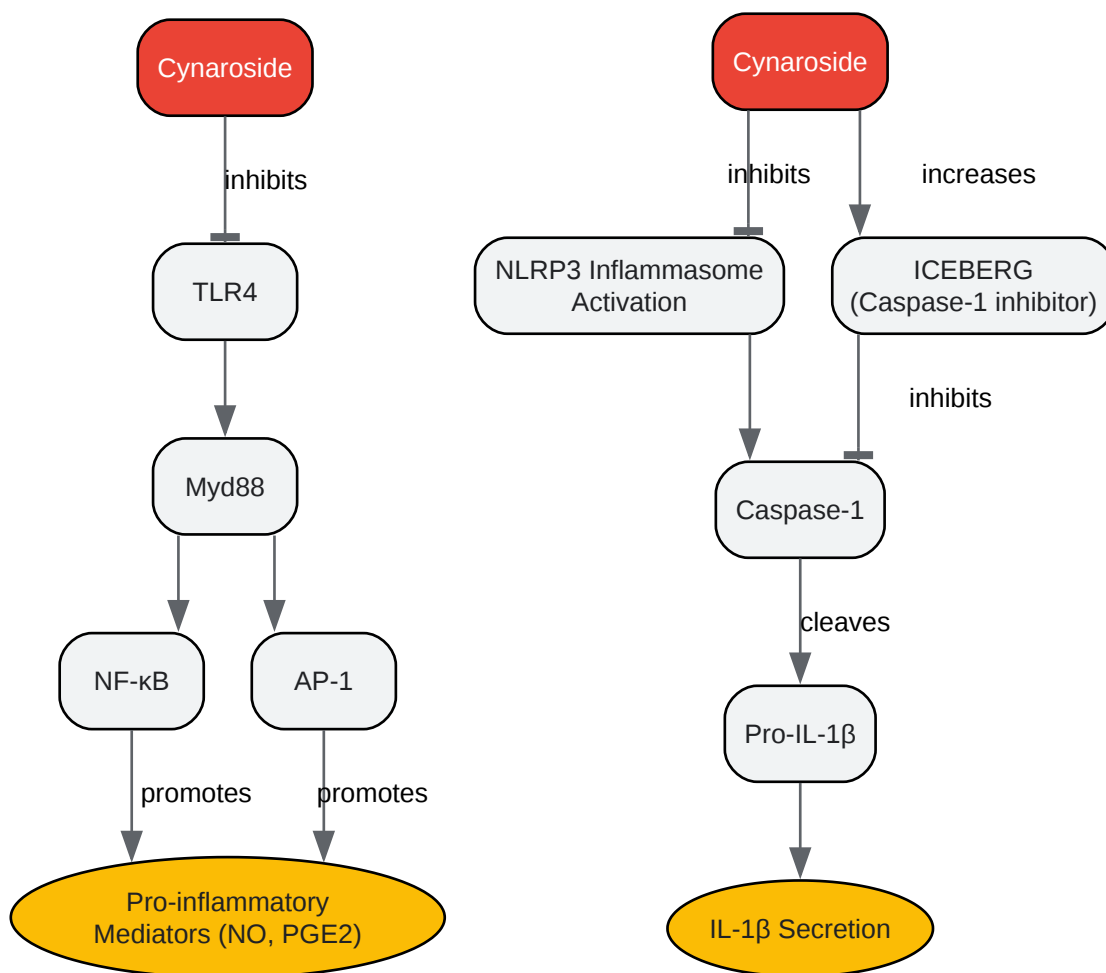 Cynaroside
inhibits
TLR4
Myd88
NF-κB
AP-1
promotes
promotes
Pro-inflammatory
Mediators (NO, PGE2)
Cynaroside
inhibits
increases
NLRP3 Inflammasome
Activation
ICEBERG
(Caspase-1 inhibitor)
inhibits
Caspase-1
cleaves
Pro-IL-1β
IL-1β Secretion